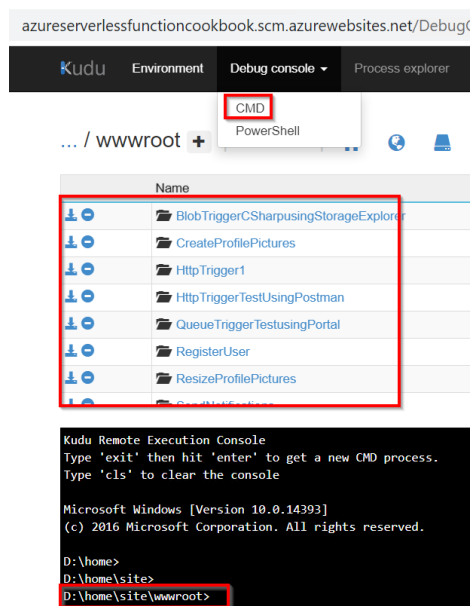 azureserverlessfunctioncookbook.scm.azurewebsites.net/Debug
Kudu Environment Debug console Process explorer
CMD
PowerShell
... / wwwroot +
Name
BlobTriggerCSharpusingStorageExplorer
CreateProfilePictures
HttpTrigger1
HttpTriggerTestUsingPostman
QueueTriggerTestusingPortal
RegisterUser
ResizeProfilePictures
SendNotifications
Kudu Remote Execution Console
Type 'exit' then hit 'enter' to get a new CMD process.
Type 'cls' to clear the console
Microsoft Windows [Version 10.0.14393]
(c) 2016 Microsoft Corporation. All rights reserved.
D:\home>
D:\home\site>
D:\home\site\wwwroot>